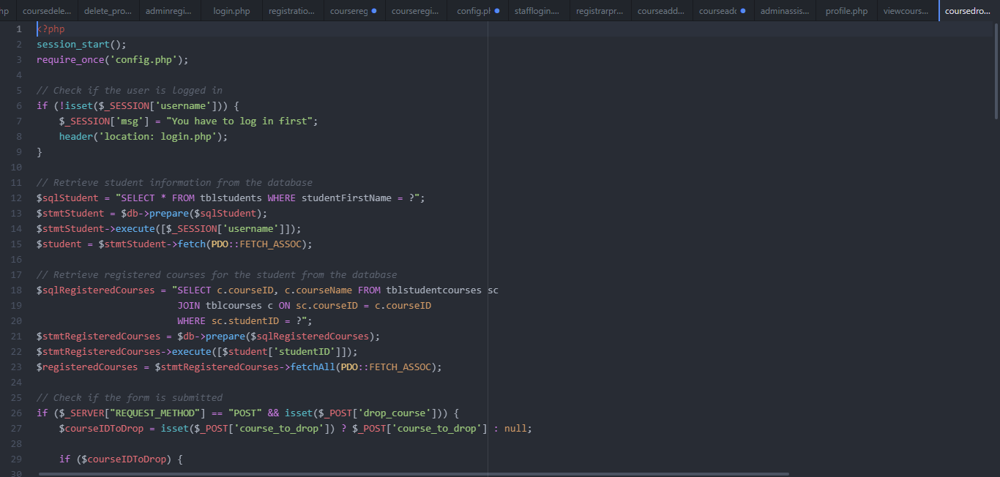 hp coursedele... delete_pro... adminregi... login.php registratio... coursereg courseregi... config.pl stafflogin.... registrarpr... courseadd... courseadd adminassis... profile.php viewcours... coursedro...
1 <?php
2 session_start();
3 require_once('config.php');
4
5 // Check if the user is logged in
6 if (!isset($_SESSION['username'])) {
7 $_SESSION['msg'] = "You have to log in first";
8 header('location: login.php');
9 }
10
11 // Retrieve student information from the database
12 $sqlStudent = "SELECT * FROM tblstudents WHERE studentFirstName = ?";
13 $stmtStudent = $db->prepare($sqlStudent);
14 $stmtStudent->execute([$_SESSION['username']]);
15 $student = $stmtStudent->fetch(PDO::FETCH_ASSOC);
16
17 // Retrieve registered courses for the student from the database
18 $sqlRegisteredCourses = "SELECT c.courseID, c.courseName FROM tblstudentcourses sc
19 JOIN tblcourses c ON sc.courseID = c.courseID
20 WHERE sc.studentID = ?";
21 $stmtRegisteredCourses = $db->prepare($sqlRegisteredCourses);
22 $stmtRegisteredCourses->execute([$student['studentID']]);
23 $registeredCourses = $stmtRegisteredCourses->fetchAll(PDO::FETCH_ASSOC);
24
25 // Check if the form is submitted
26 if ($_SERVER["REQUEST_METHOD"] == "POST" && isset($_POST['drop_course'])) {
27 $courseIDToDrop = isset($_POST['course_to_drop']) ? $_POST['course_to_drop'] : null;
28
29 if ($courseIDToDrop) {
30